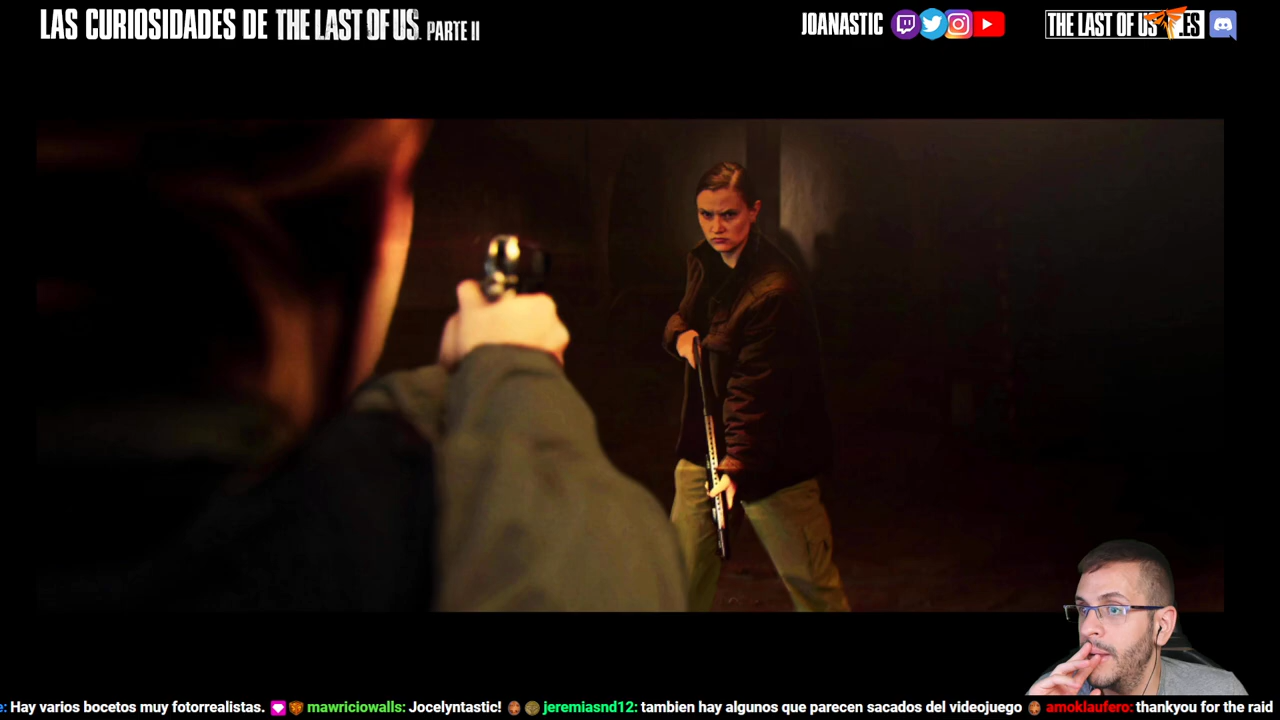 LAS CURIOSIDADES DE THE LAST OF US PARTE II
JOANASTIC
THE LAST OF US .ES
: Hay varios bocetos muy fotorrealistas. mawriciowalls: Jocelyntastic! jeremiasnd12: tambien hay algunos que parecen sacados del videojuego amoklaufero: thankyou for the raid